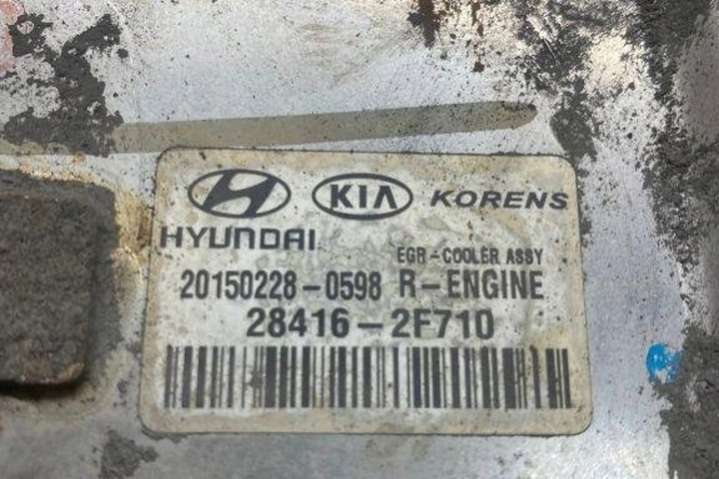 KIA KORENS
HYUNDAI
EGR-COOLER ASSY
20150228-0598 R-ENGINE
28416-2F710